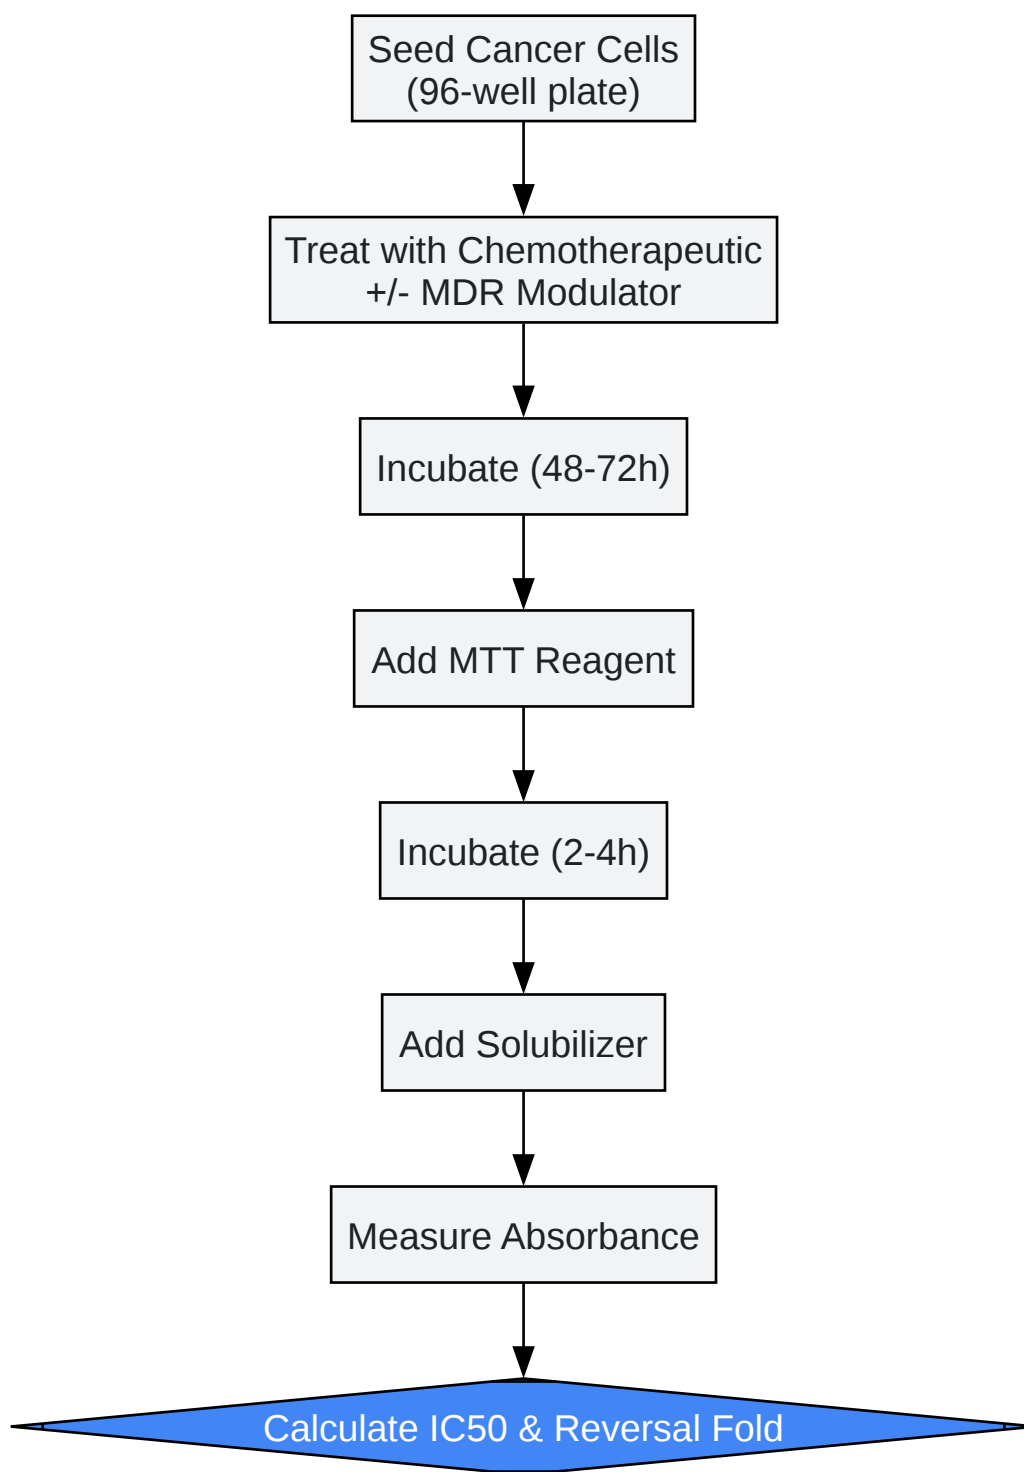 Seed Cancer Cells
(96-well plate)
Treat with Chemotherapeutic
+/- MDR Modulator
Incubate (48-72h)
Add MTT Reagent
Incubate (2-4h)
Add Solubilizer
Measure Absorbance
Calculate IC50 & Reversal Fold